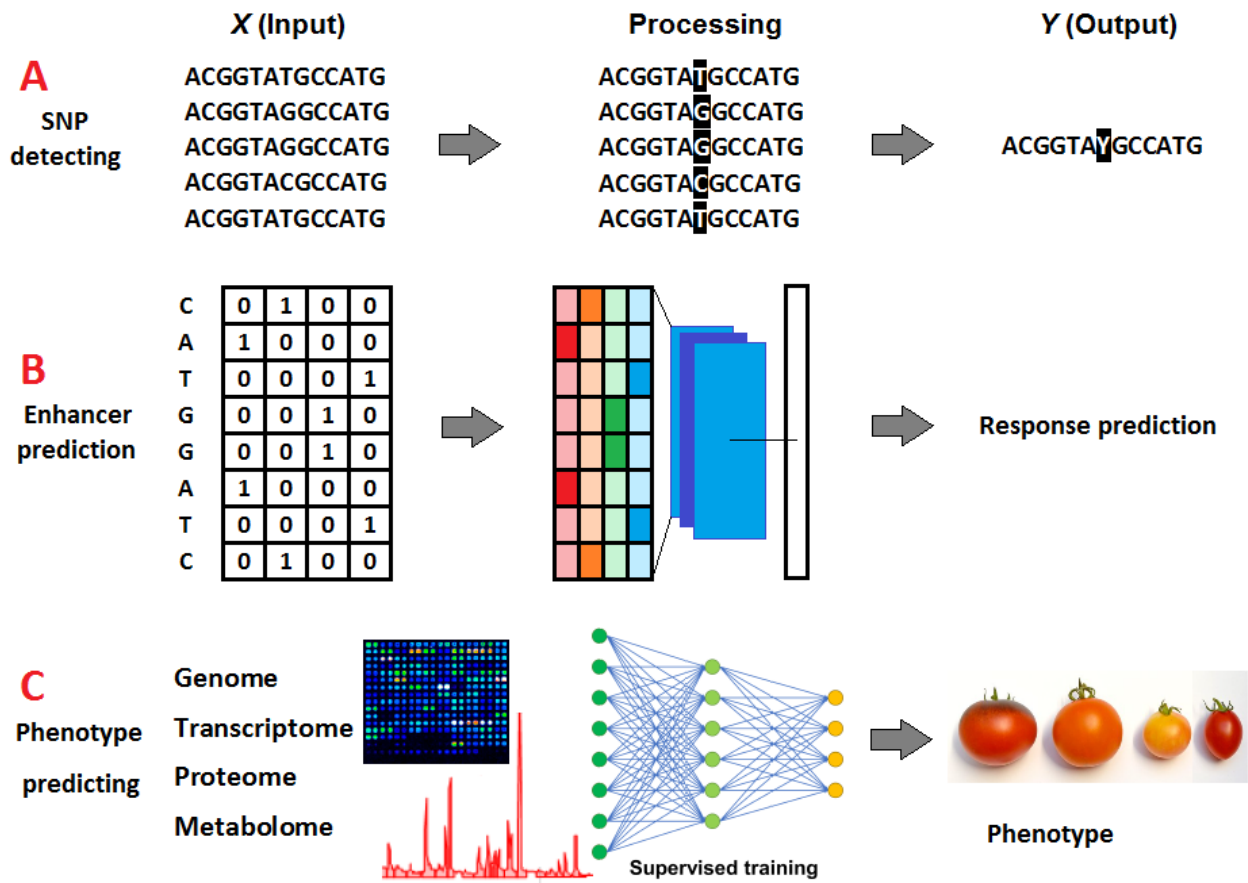 X (Input) Processing Y (Output)
A
SNP
detecting
ACGGTATGCCATG
ACGGTAGGCCATG
ACGGTAGGCCATG
ACGGTACGCCATG
ACGGTATGCCATG
ACGGTATGCCATG
ACGGTAGGCCATG
ACGGTAGGCCATG
ACGGTACGCCATG
ACGGTATGCCATG
ACGGTAYGCCATG
B
Enhancer
prediction
C 0 1 0 0
A 1 0 0 0
T 0 0 0 1
G 0 0 1 0
G 0 0 1 0
A 1 0 0 0
T 0 0 0 1
C 0 1 0 0
Response prediction
C
Phenotype
predicting
Genome
Transcriptome
Proteome
Metabolome
Supervised training
Phenotype